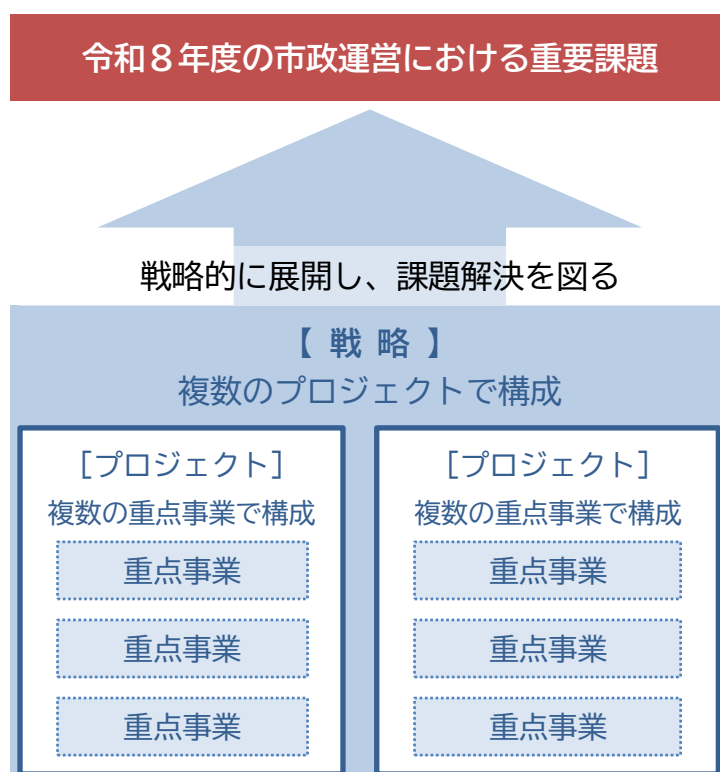 令和８年度の市政運営における重要課題
戦略的に展開し、課題解決を図る
【 戦 略 】
複数のプロジェクトで構成
［プロジェクト］
複数の重点事業で構成
重点事業
重点事業
重点事業
［プロジェクト］
複数の重点事業で構成
重点事業
重点事業
重点事業